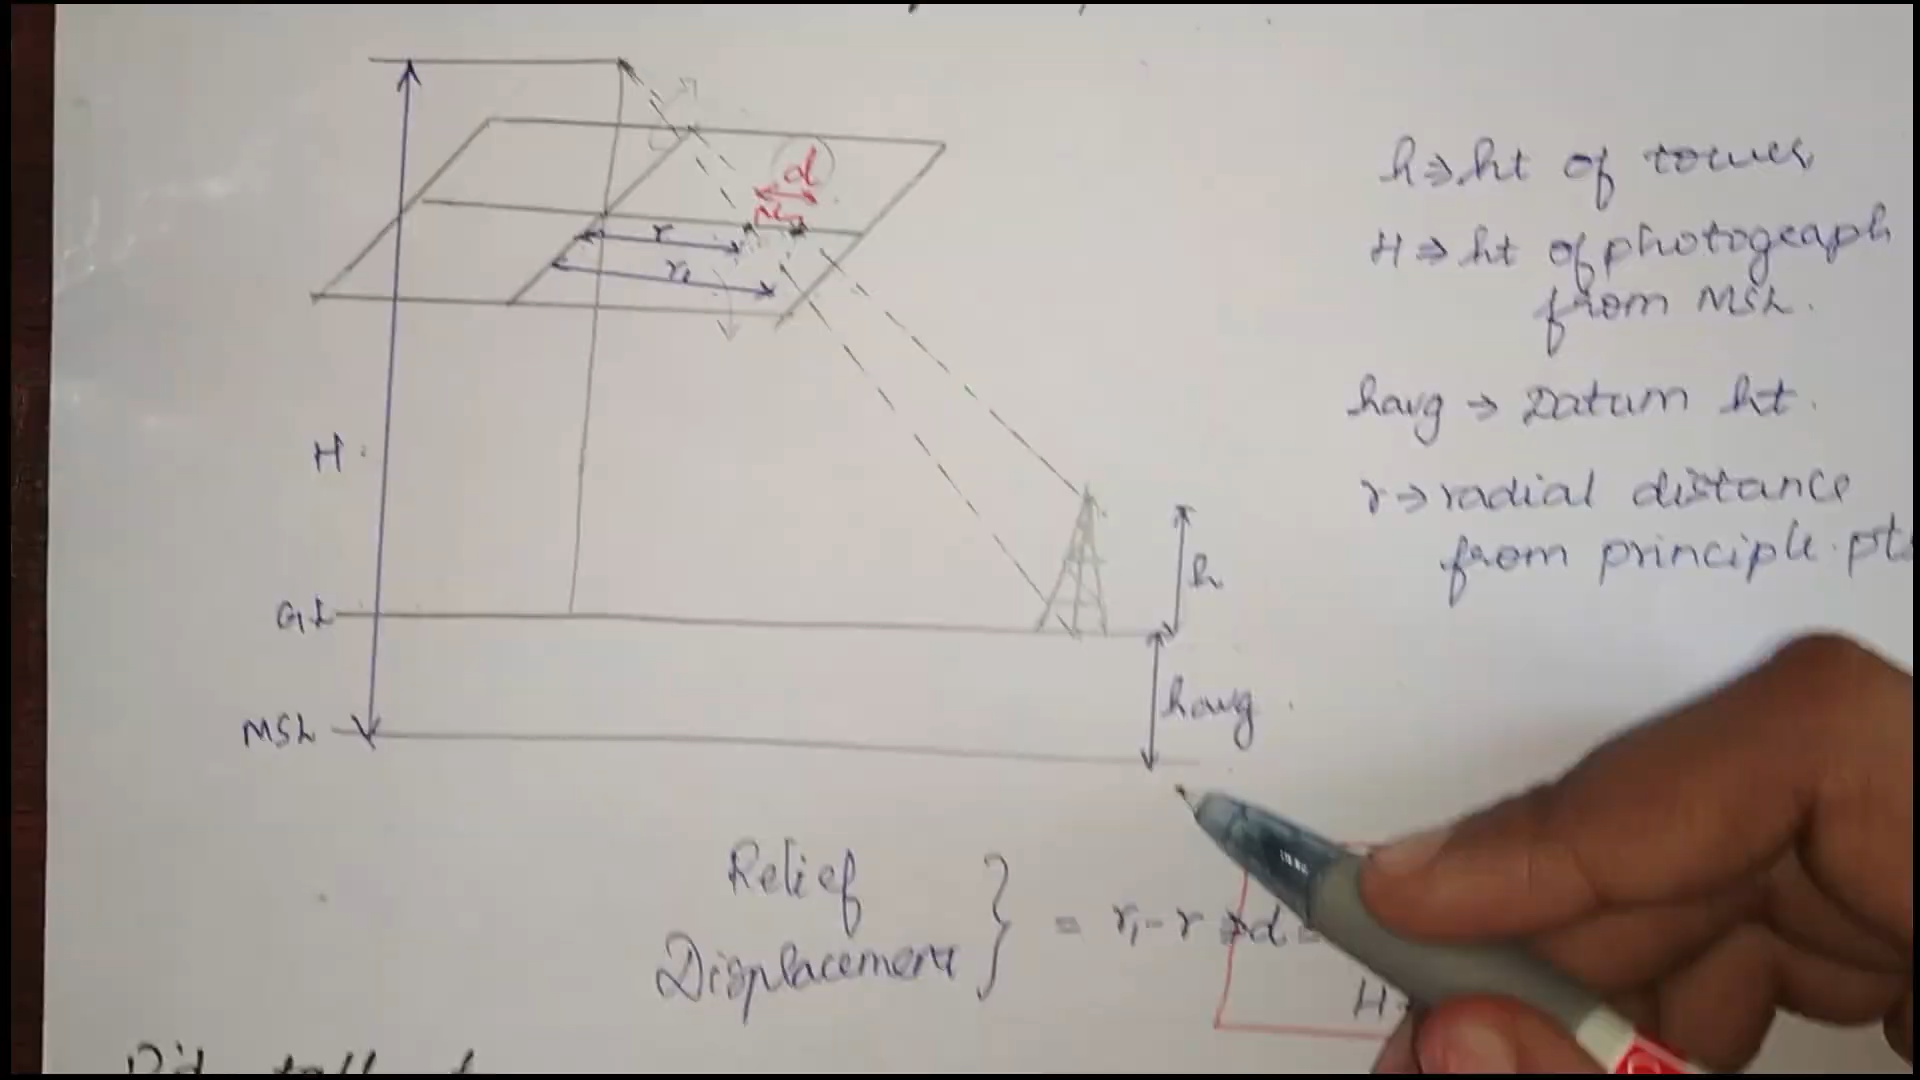 d
r
r₁
H
h
G.L
havg
MSL
h ⇒ ht of tower
H ⇒ ht of photograph
from MSL.
havg → Datum ht.
r → radial distance
from principle pt
Relief
Displacement } = r₁ - r ⇒ d =
H -